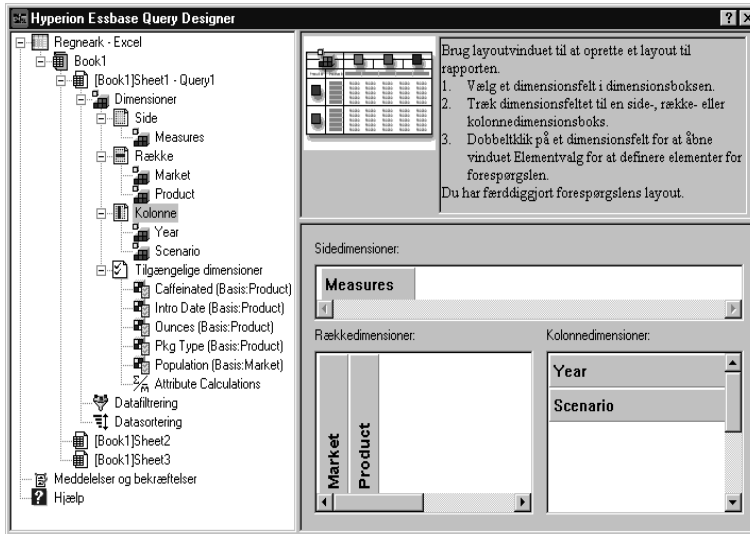 Hyperion Essbase Query Designer
Regneark - Excel
Book1
[Book1]Sheet1 - Query1
Dimensioner
Side
Measures
Række
Market
Product
Kolonne
Year
Scenario
Tilgængelige dimensioner
Caffeinated (Basis:Product)
Intro Date (Basis:Product)
Ounces (Basis:Product)
Pkg Type (Basis:Product)
Population (Basis:Market)
Attribute Calculations
Datafiltrering
Datasortering
[Book1]Sheet2
[Book1]Sheet3
Meddelelser og bekræftelser
Hjælp
Brug layoutvinduet til at oprette et layout til
rapporten.
1. Vælg et dimensionsfelt i dimensionsboksen.
2. Træk dimensionsfeltet til en side-, række- eller
kolonnedimensionsboks.
3. Dobbeltklik på et dimensionsfelt for at åbne
vinduet Elementvalg for at definere elementer for
forespørgslen.
Du har færddiggjort forespørgslens layout.
Sidedimensioner:
Measures
Rækkedimensioner:
Market
Product
Kolonnedimensioner:
Year
Scenario